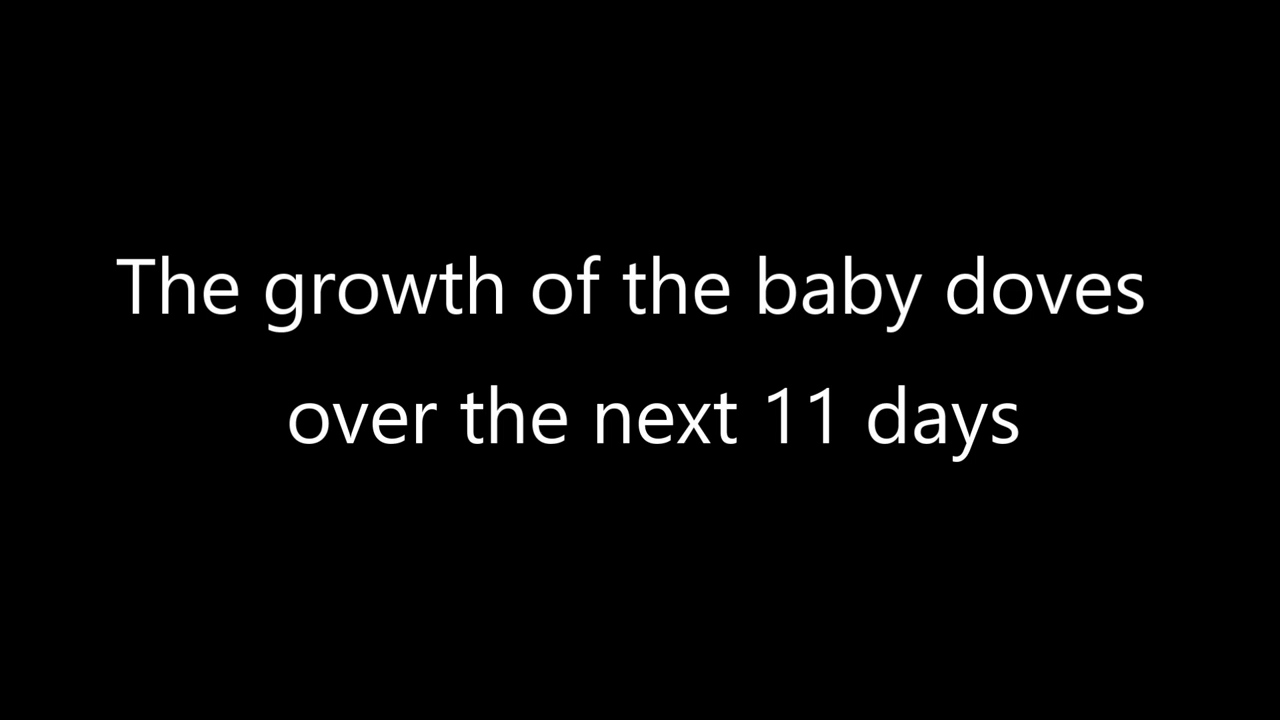 The growth of the baby doves
over the next 11 days